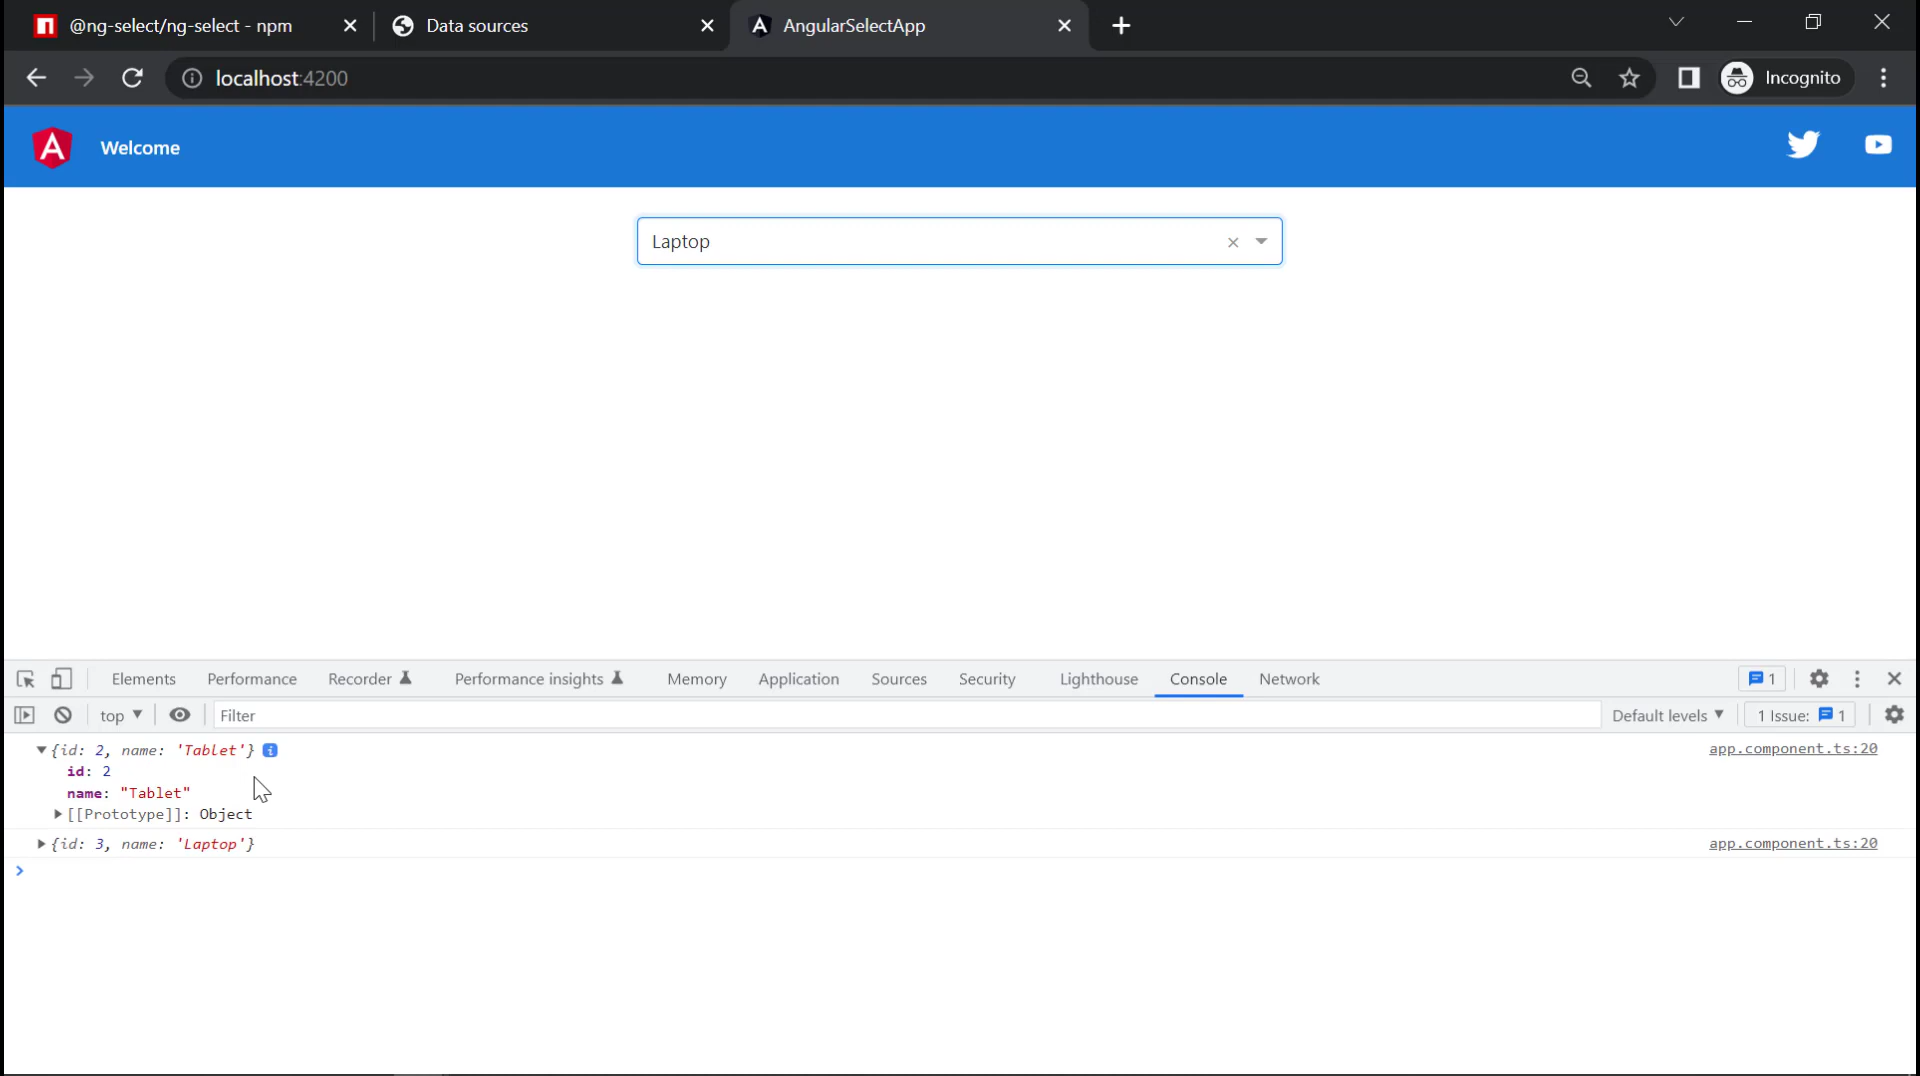 @ng-select/ng-select - npm
Data sources
AngularSelectApp
localhost:4200
Incognito
Welcome
Laptop
Elements Performance Recorder Performance insights Memory Application Sources Security Lighthouse Console Network 1
top Filter Default levels 1 Issue: 1
{id: 2, name: 'Tablet'} app.component.ts:20
id: 2
name: "Tablet"
[[Prototype]]: Object
{id: 3, name: 'Laptop'} app.component.ts:20